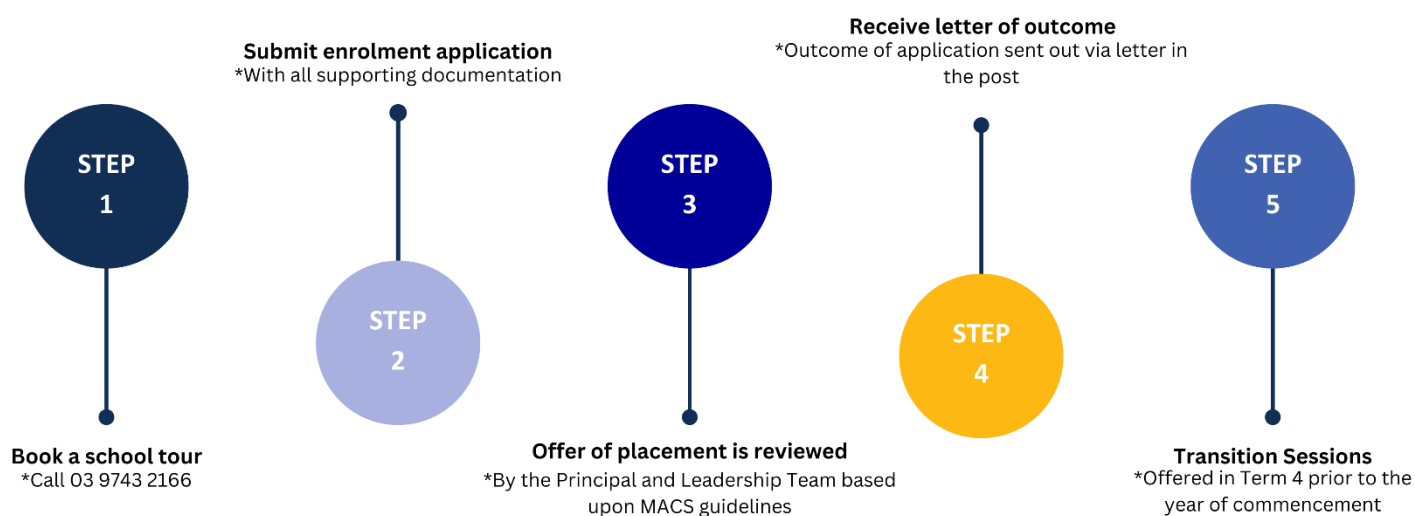 STEP
1
Book a school tour
*Call 03 9743 2166
Submit enrolment application
*With all supporting documentation
STEP
2
STEP
3
Offer of placement is reviewed
*By the Principal and Leadership Team based
upon MACS guidelines
Receive letter of outcome
*Outcome of application sent out via letter in
the post
STEP
4
STEP
5
Transition Sessions
*Offered in Term 4 prior to the
year of commencement